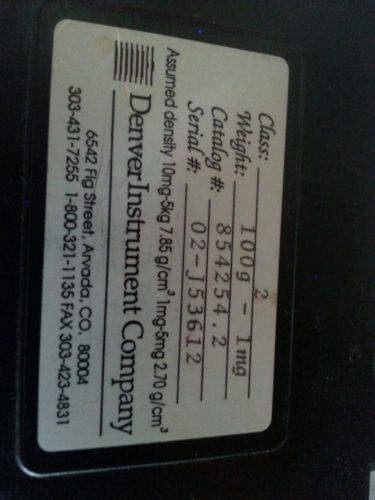 Class: 2
Weight: 100g - 1mg
Catalog #: 854254.2
Serial #: 02-J53612
Assumed density 10mg-5kg 7.85 g/cm³ 1mg-5mg 2.70 g/cm³
Denver Instrument Company
6542 Fig Street, Arvada, CO. 80004
303-431-7255 1-800-321-1135 FAX 303-423-4831